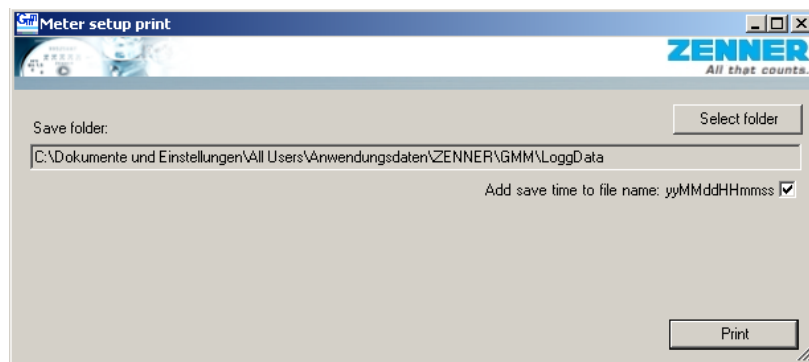 Meter setup print
ZENNER
All that counts.
Select folder
Save folder:
C:\Dokumente und Einstellungen\All Users\Anwendungsdaten\ZENNER\GMM\LoggData
Add save time to file name: yyMMddHHmmss
Print